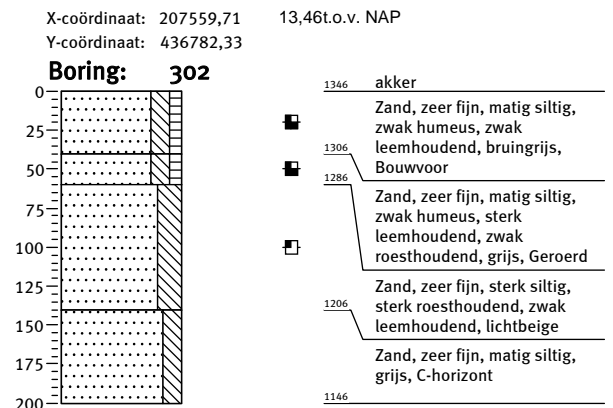 X-coördinaat: 207559,71 13,46t.o.v. NAP
Y-coördinaat: 436782,33
Boring: 302
0
25
50
75
100
125
150
175
200
1346 akker
Zand, zeer fijn, matig siltig,
zwak humeus, zwak
leemhoudend, bruingrijs,
Bouwvoor
1306
1286
Zand, zeer fijn, matig siltig,
zwak humeus, sterk
leemhoudend, zwak
roesthoudend, grijs, Geroerd
Zand, zeer fijn, sterk siltig,
sterk roesthoudend, zwak
leemhoudend, lichtbeige
1206
Zand, zeer fijn, matig siltig,
grijs, C-horizont
1146